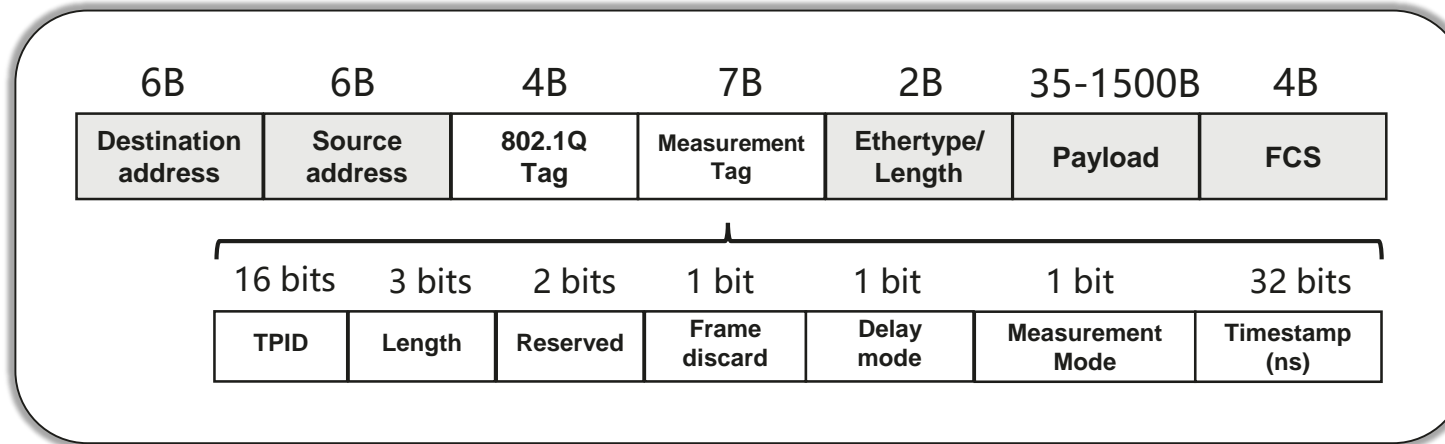 6B 6B 4B 7B 2B 35-1500B 4B
Destination address
Source address
802.1Q Tag
Measurement Tag
Ethertype/ Length
Payload
FCS
16 bits 3 bits 2 bits 1 bit 1 bit 1 bit 32 bits
TPID
Length
Reserved
Frame discard
Delay mode
Measurement Mode
Timestamp (ns)